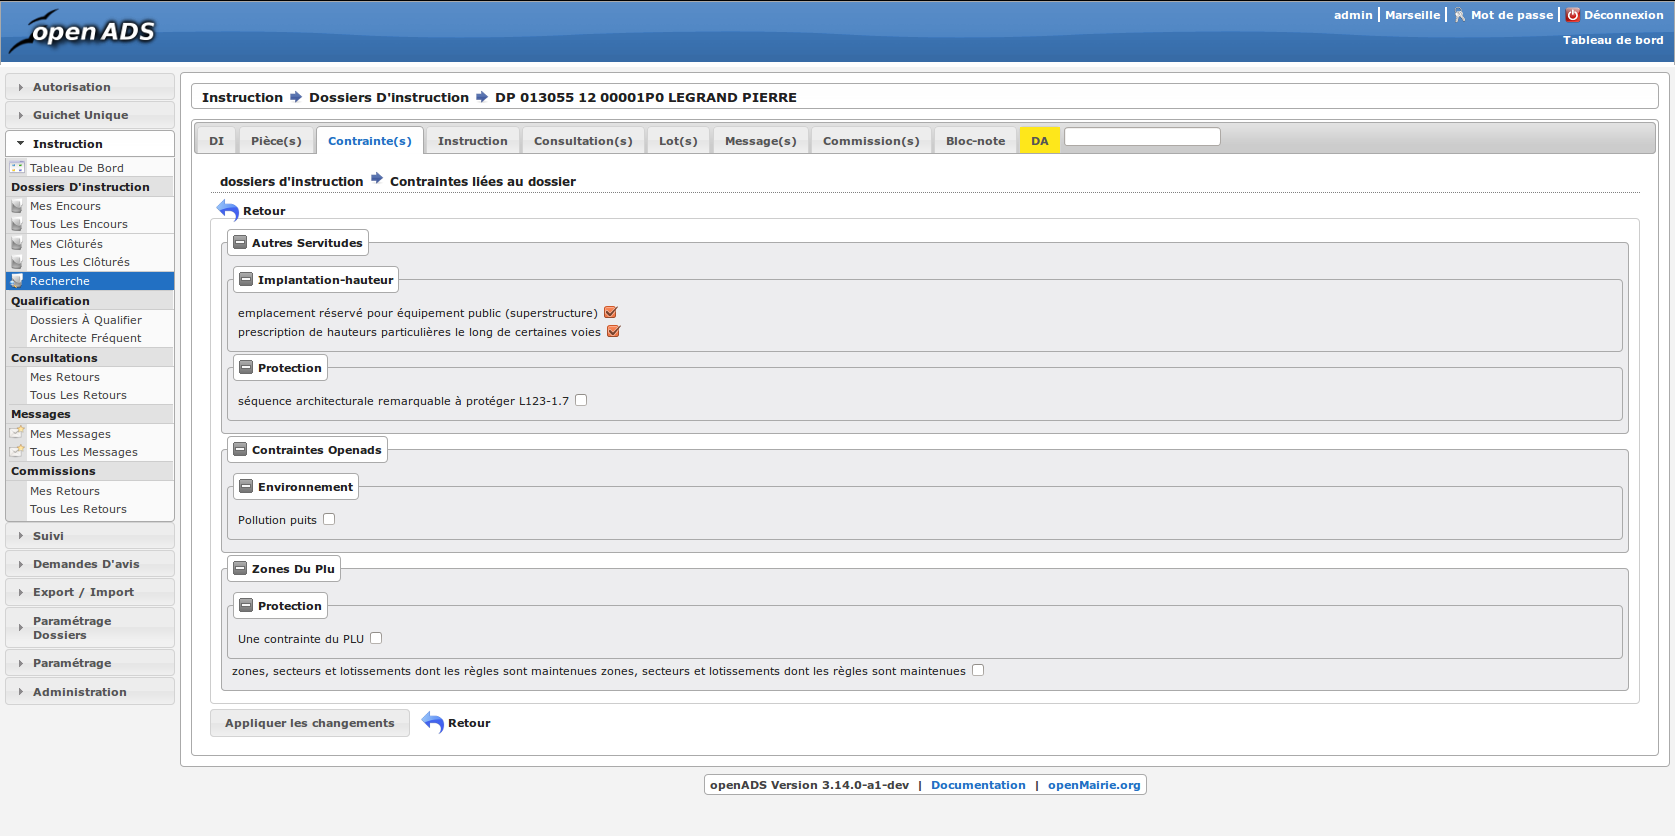 openADS
admin | Marseille | Mot de passe | Déconnexion
Tableau de bord
Autorisation
Guichet Unique
Instruction
Tableau De Bord
Dossiers D'instruction
Mes Encours
Tous Les Encours
Mes Clôturés
Tous Les Clôturés
Recherche
Qualification
Dossiers À Qualifier
Architecte Fréquent
Consultations
Mes Retours
Tous Les Retours
Messages
Mes Messages
Tous Les Messages
Commissions
Mes Retours
Tous Les Retours
Suivi
Demandes D'avis
Export / Import
Paramétrage
Dossiers
Paramétrage
Administration
Instruction Dossiers D'instruction DP 013055 12 00001P0 LEGRAND PIERRE
DI Pièce(s) Contrainte(s) Instruction Consultation(s) Lot(s) Message(s) Commission(s) Bloc-note DA
dossiers d'instruction Contraintes liées au dossier
Retour
Autres Servitudes
Implantation-hauteur
emplacement réservé pour équipement public (superstructure)
prescription de hauteurs particulières le long de certaines voies
Protection
séquence architecturale remarquable à protéger L123-1.7
Contraintes Openads
Environnement
Pollution puits
Zones Du Plu
Protection
Une contrainte du PLU
zones, secteurs et lotissements dont les règles sont maintenues zones, secteurs et lotissements dont les règles sont maintenues
Appliquer les changements Retour
openADS Version 3.14.0-a1-dev | Documentation | openMairie.org